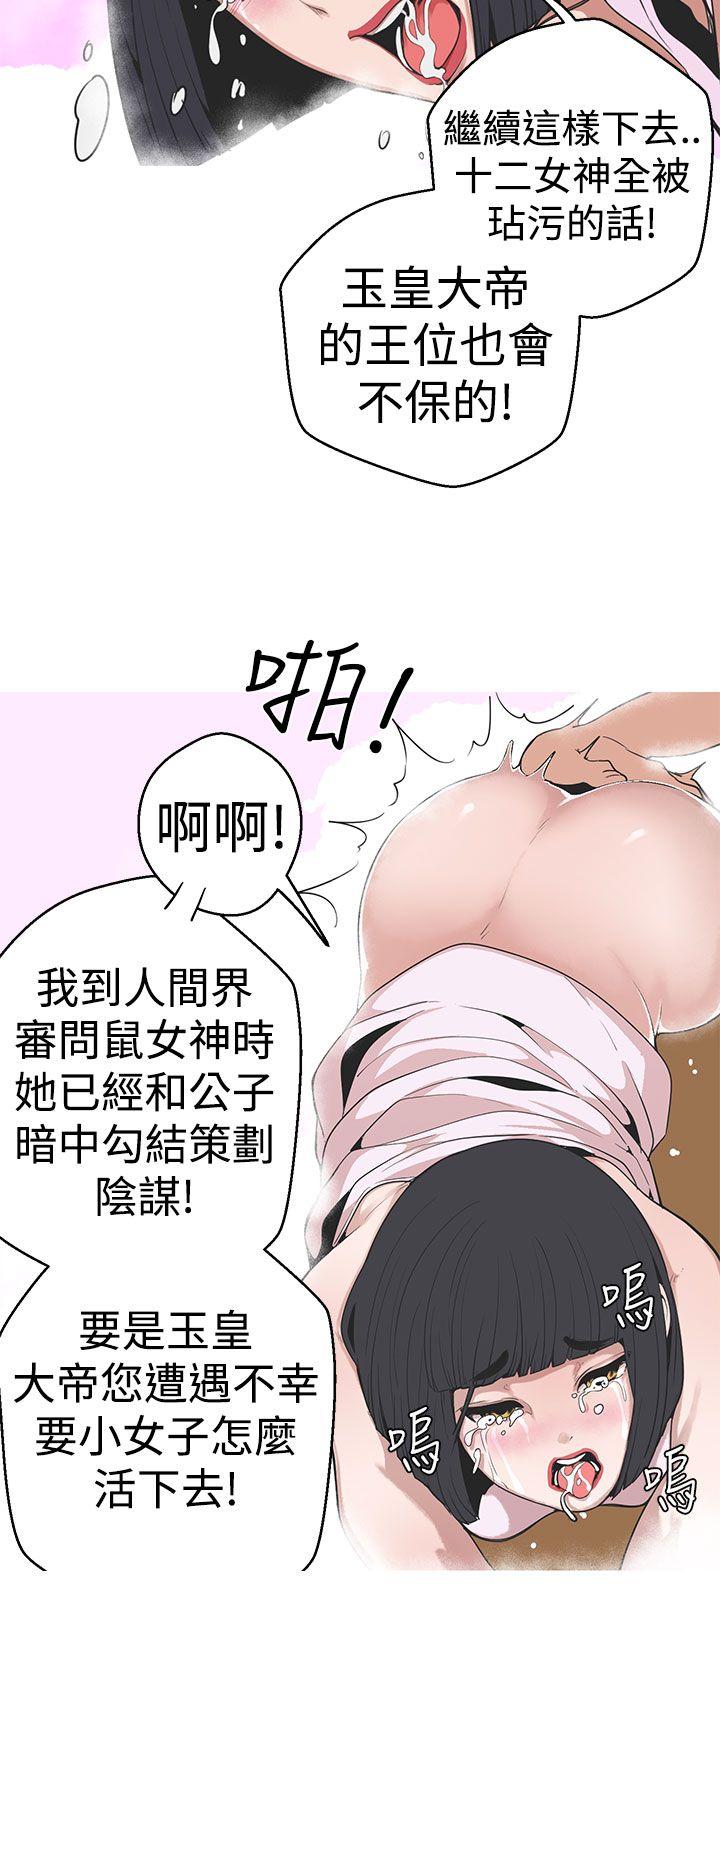 繼續這樣下去..
十二女神全被
玷污的話!
玉皇大帝
的王位也會
不保的!
啪!
啊啊!
我到人間界
審問鼠女神時
她已經和公子
暗中勾結策劃
陰謀!
要是玉皇
大帝您遭遇不幸
要小女子怎麼
活下去!
嗚
嗚
嗚